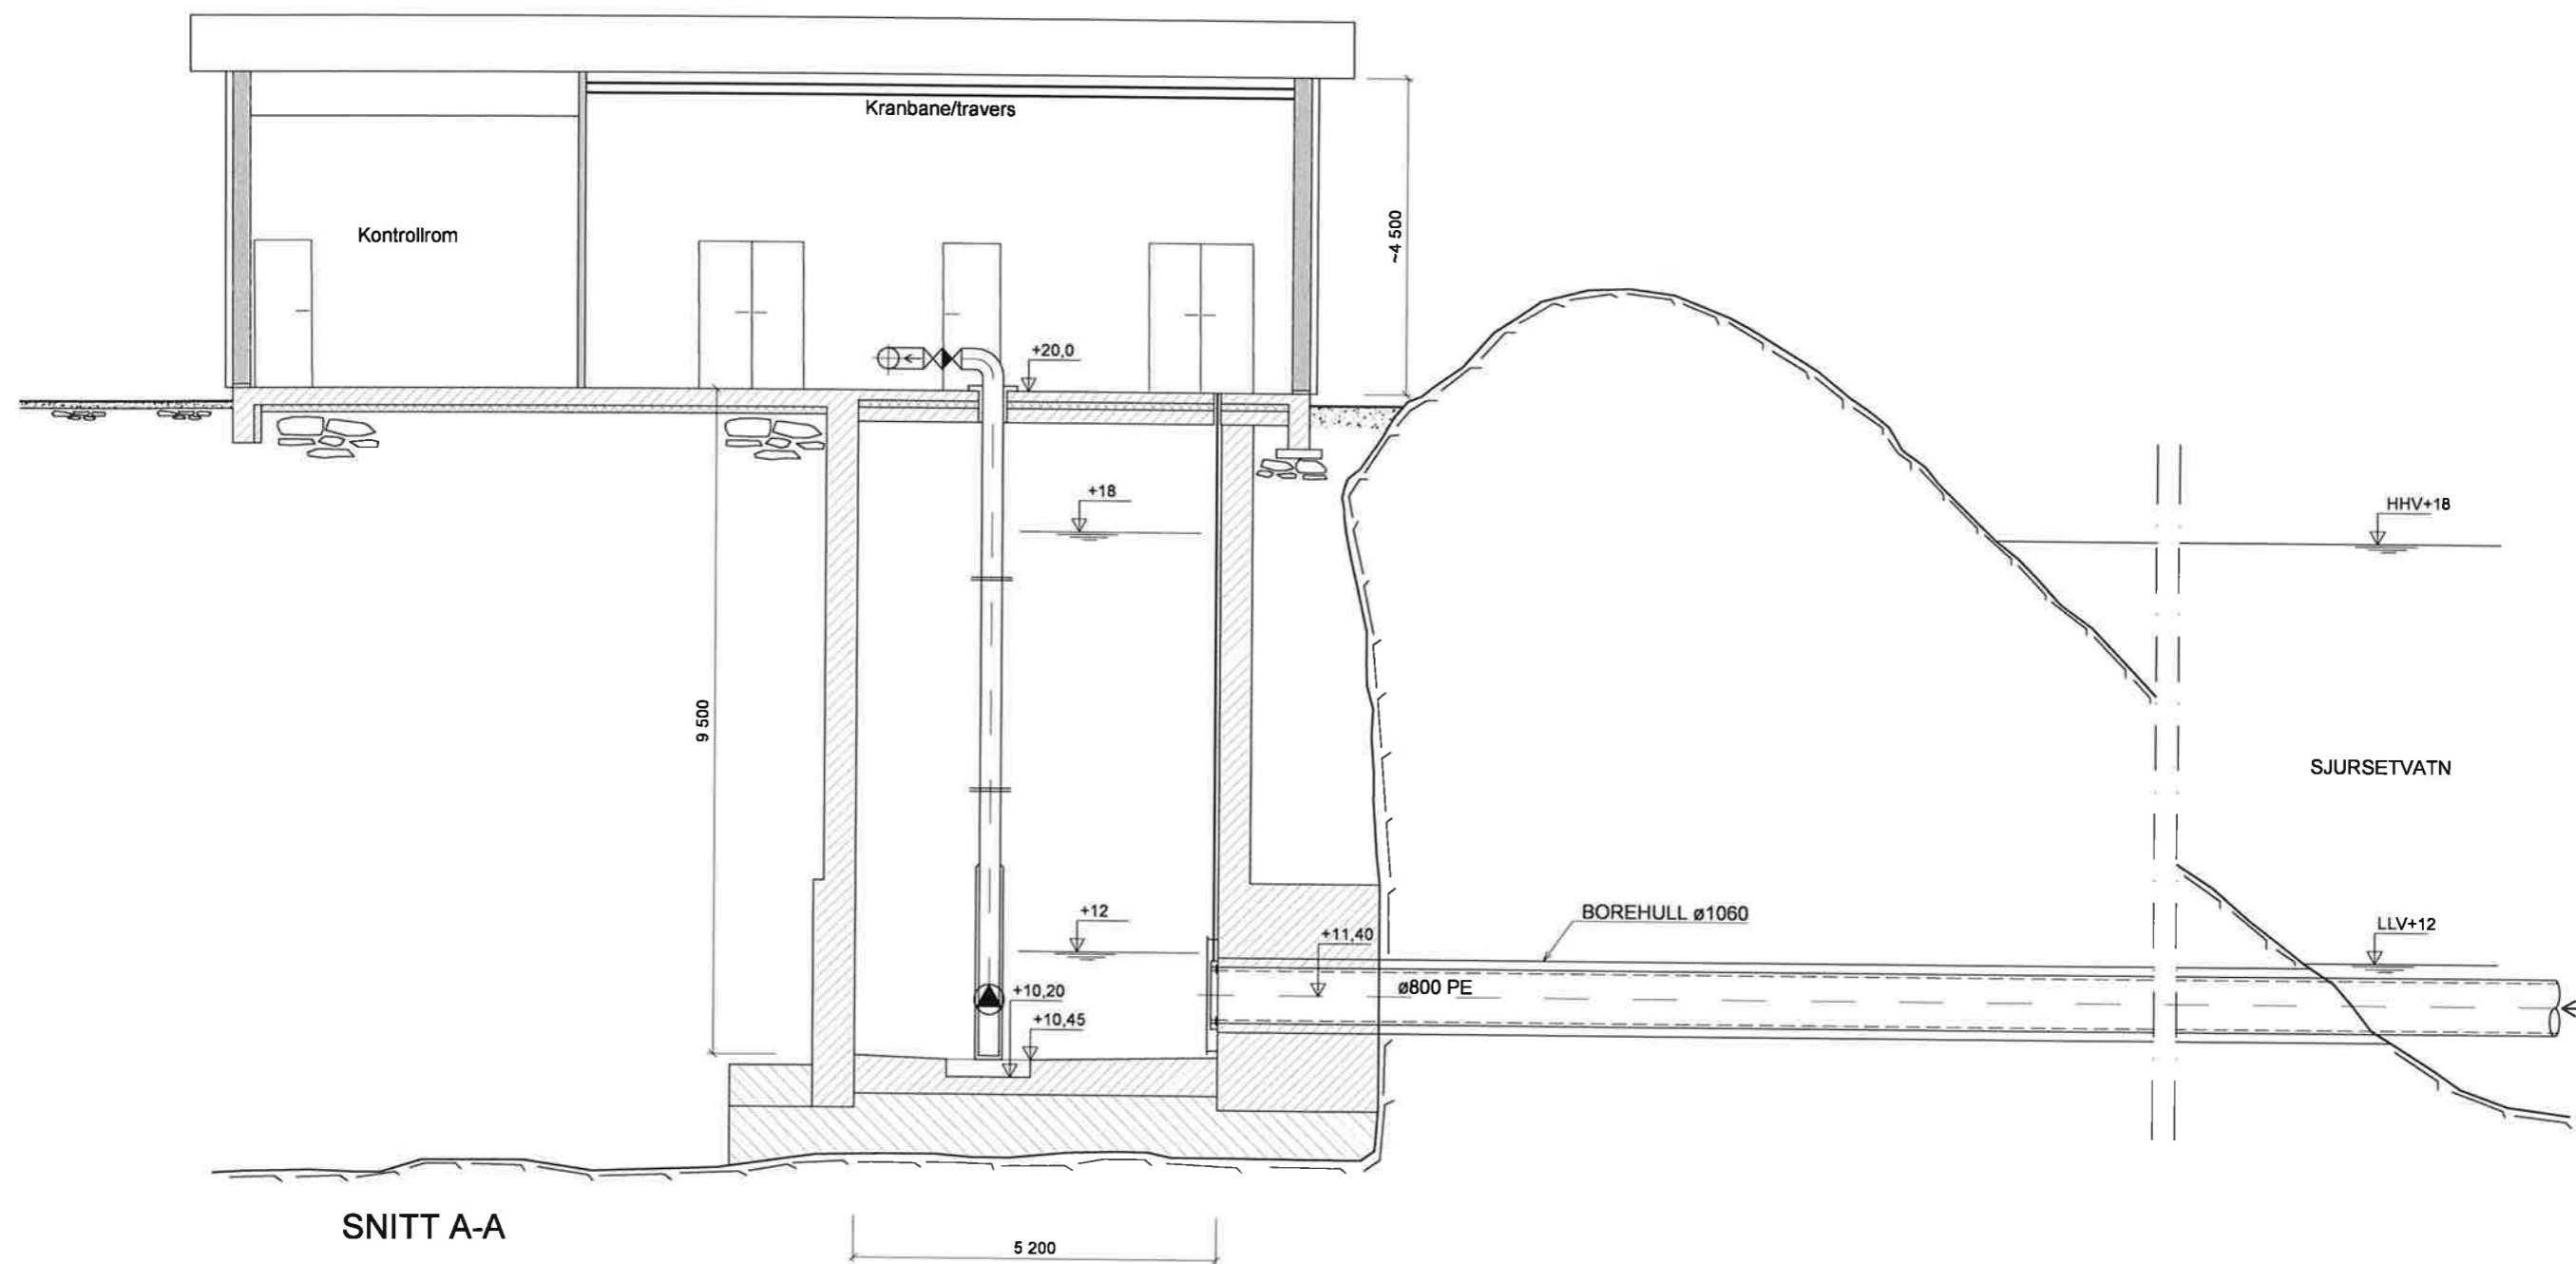 Kranbane/travers
Kontrollrom
~4 500
+20,0
+18
HHV+18
9 500
SJURSETVATN
BOREHULL ø1060
+12
+11,40
LLV+12
ø800 PE
+10,20
+10,45
SNITT A-A
5 200